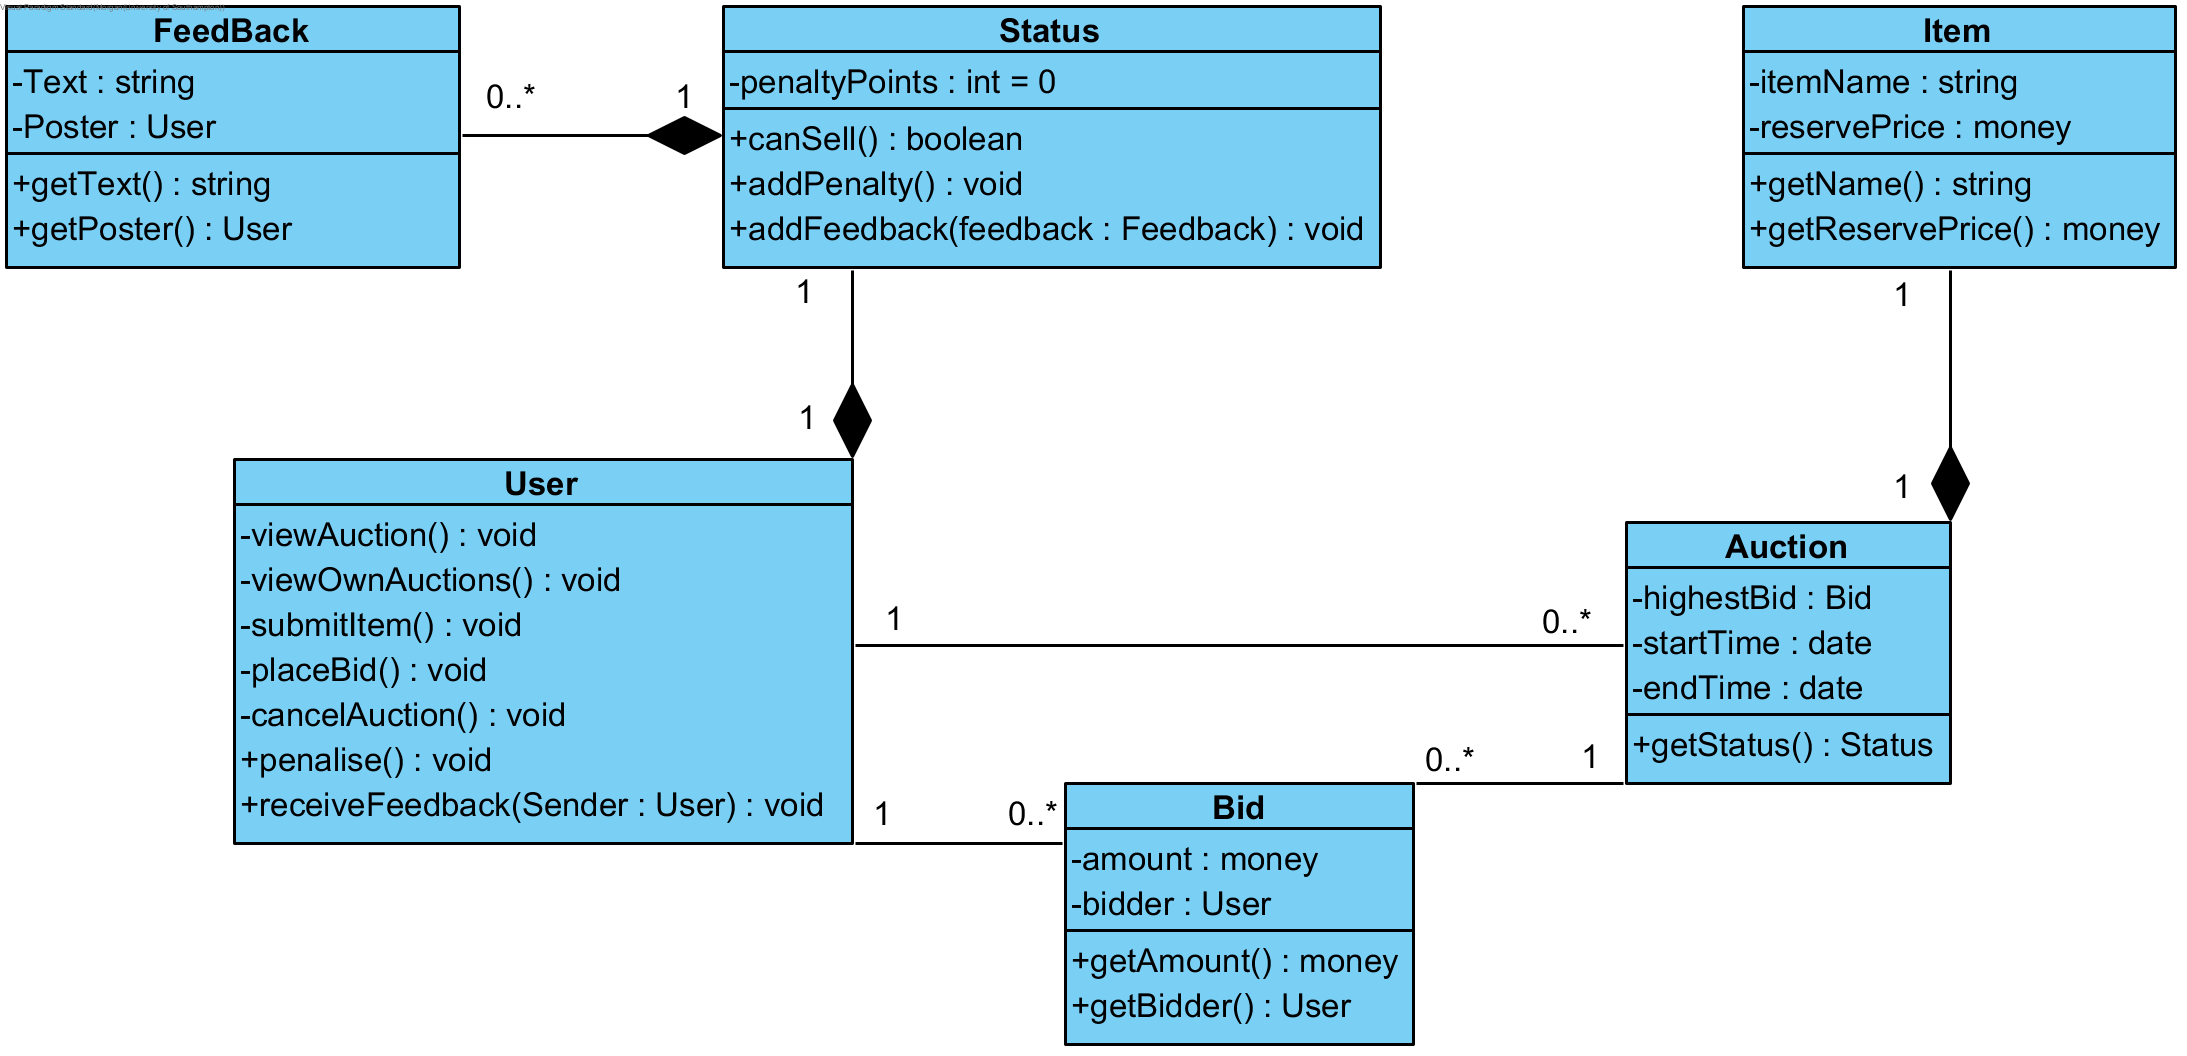 FeedBack
-Text : string
-Poster : User
+getText() : string
+getPoster() : User
0..*
1
Status
-penaltyPoints : int = 0
+canSell() : boolean
+addPenalty() : void
+addFeedback(feedback : Feedback) : void
Item
-itemName : string
-reservePrice : money
+getName() : string
+getReservePrice() : money
1
1
1
1
User
-viewAuction() : void
-viewOwnAuctions() : void
-submitItem() : void
-placeBid() : void
-cancelAuction() : void
+penalise() : void
+receiveFeedback(Sender : User) : void
1
0..*
Auction
-highestBid : Bid
-startTime : date
-endTime : date
+getStatus() : Status
0..*
1
1
0..*
Bid
-amount : money
-bidder : User
+getAmount() : money
+getBidder() : User